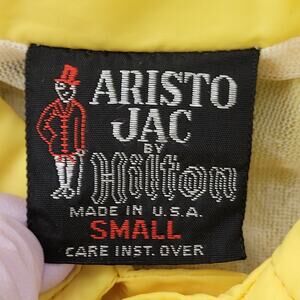 ARISTO
JAC
BY
Hilton
MADE IN U.S.A.
SMALL
CARE INST. OVER